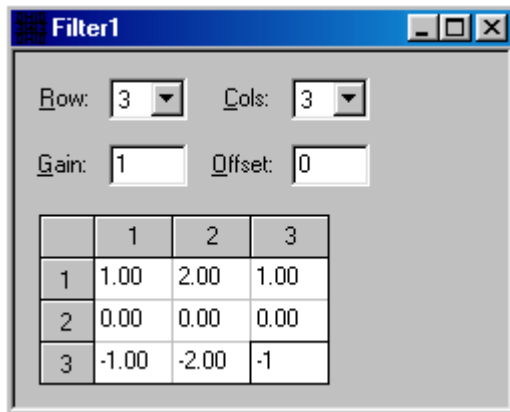 Filter1
Row: 3 Cols: 3
Gain: 1 Offset: 0
1 2 3
1 1.00 2.00 1.00
2 0.00 0.00 0.00
3 -1.00 -2.00 -1